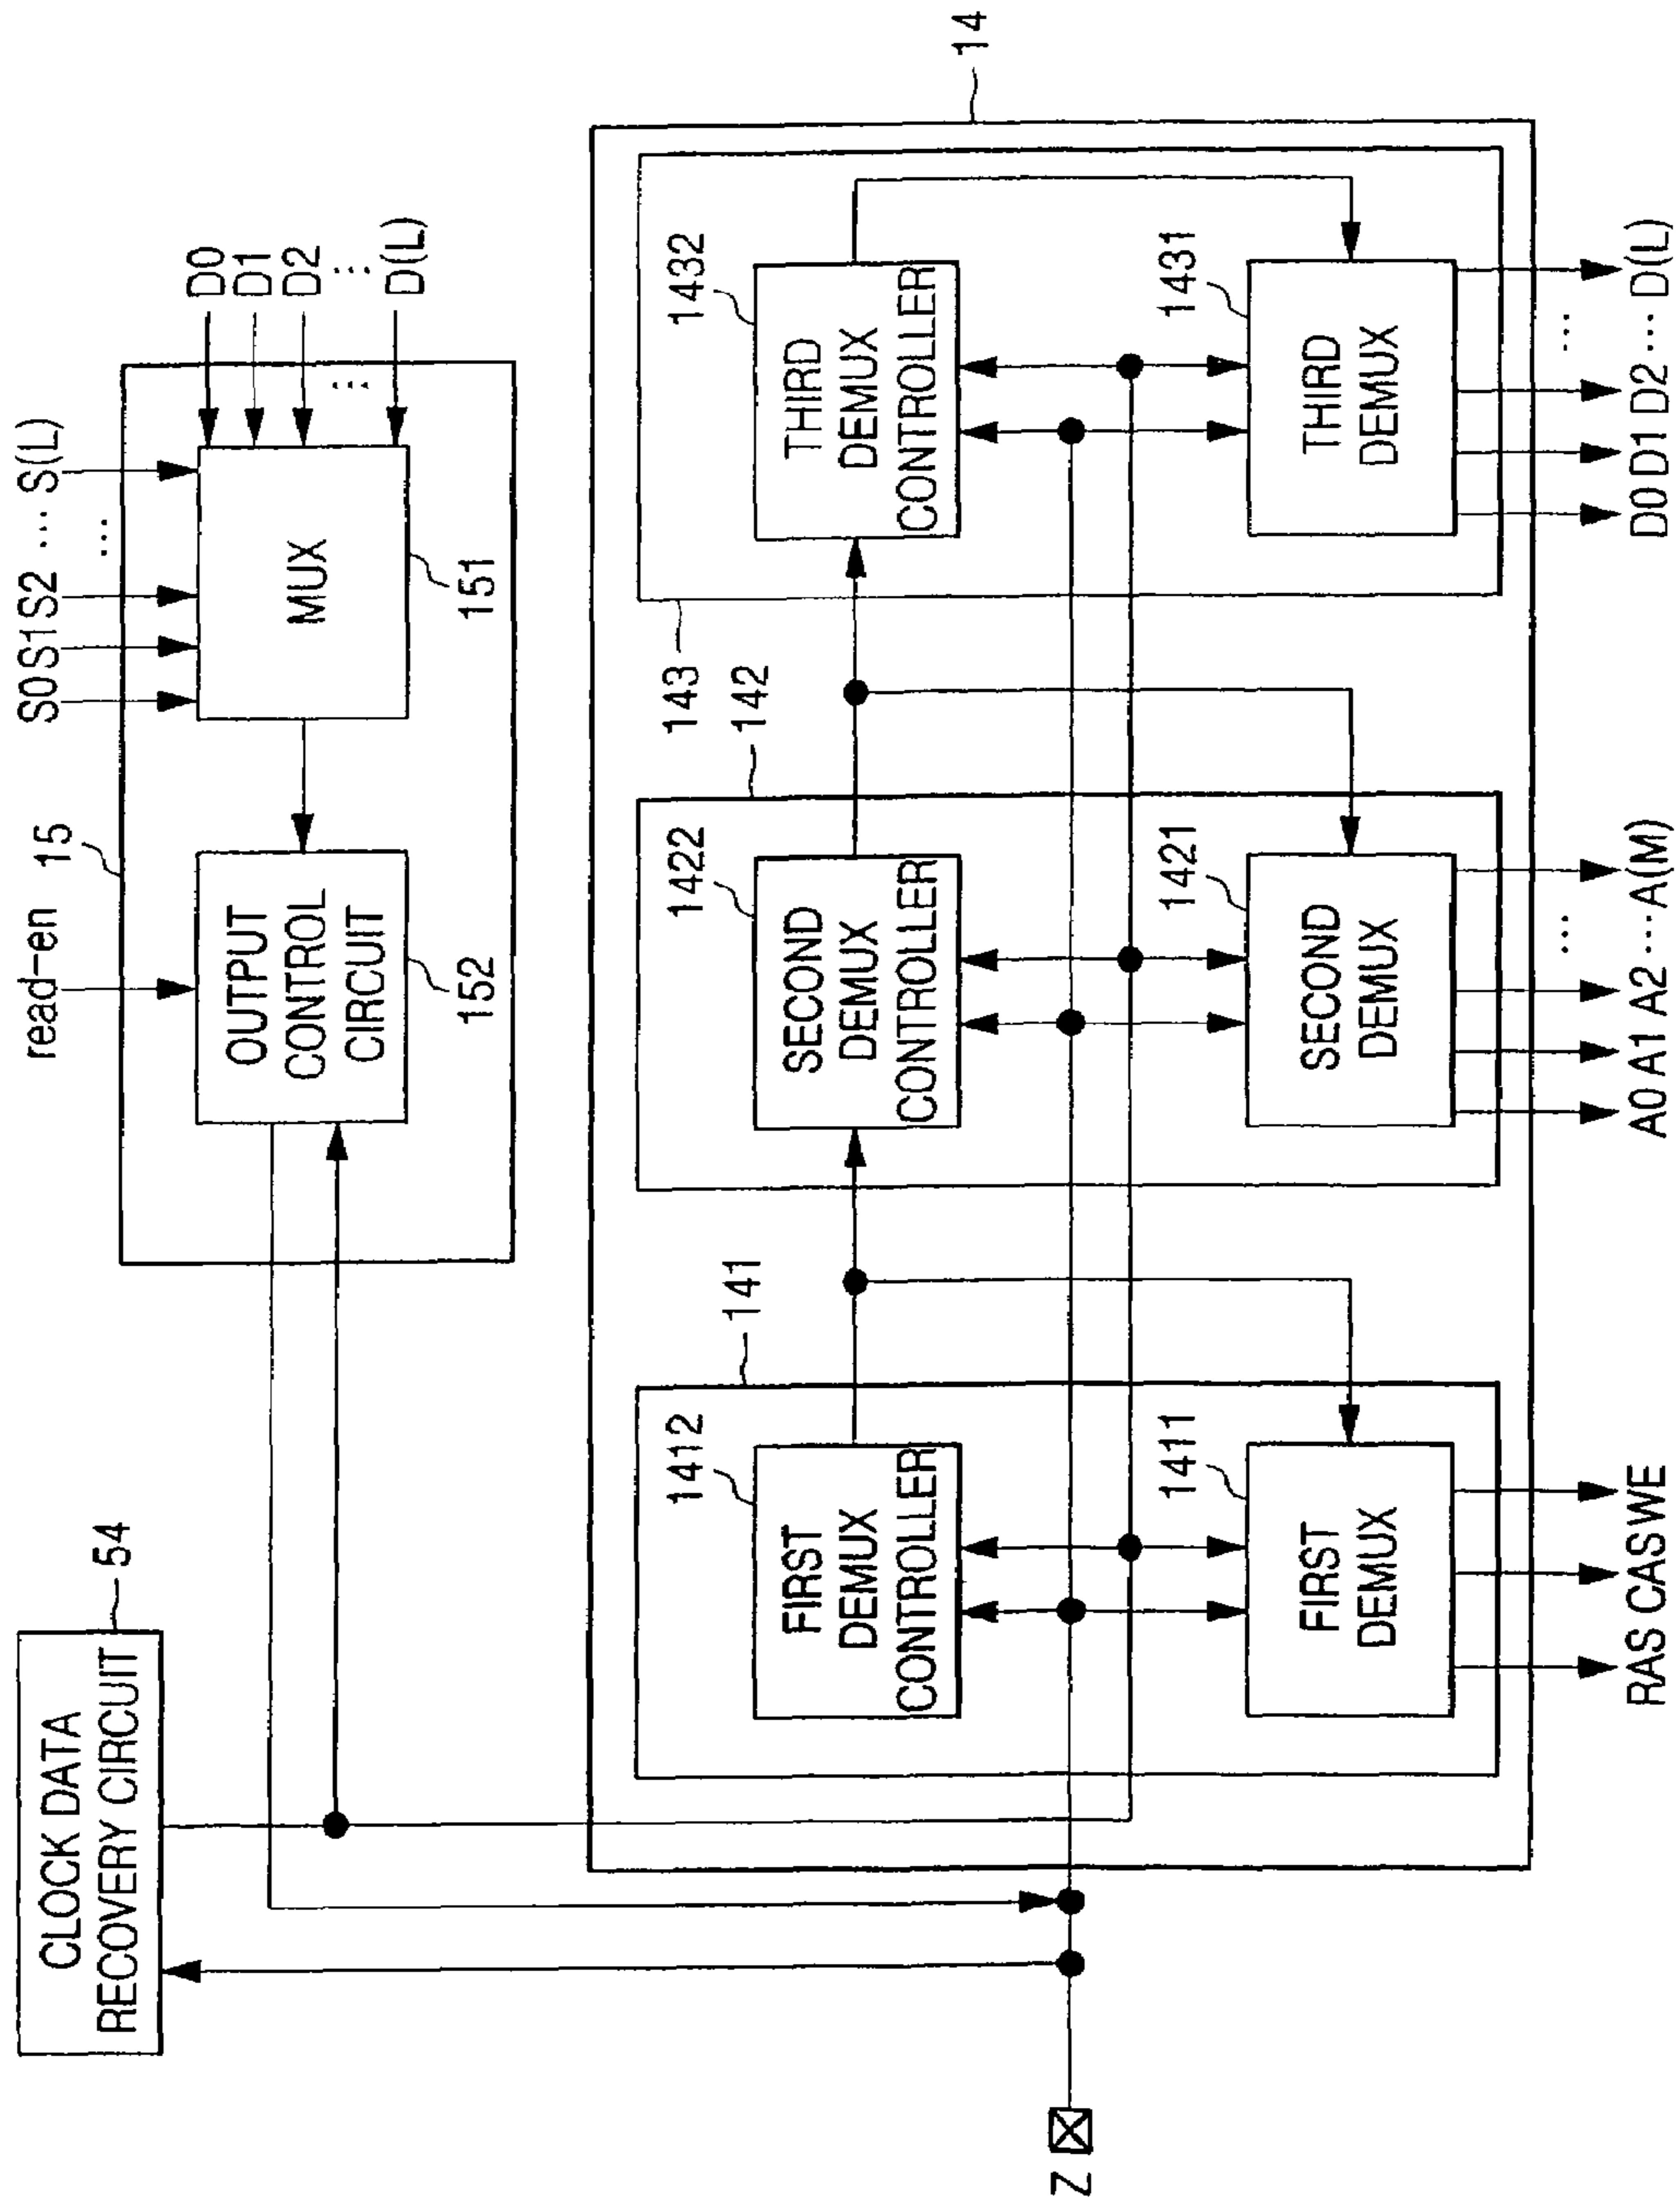 CLOCK DATA
RECOVERY CIRCUIT
54
read-en
15
S0 S1 S2 ... S(L)
...
OUTPUT
CONTROL
CIRCUIT
152
MUX
151
D0
D1
D2
...
D(L)
...
14
141
142
143
1412
FIRST
DEMUX
CONTROLLER
1422
SECOND
DEMUX
CONTROLLER
1432
THIRD
DEMUX
CONTROLLER
1411
FIRST
DEMUX
1421
SECOND
DEMUX
1431
THIRD
DEMUX
Z
RAS CASWE
...
A0 A1 A2 ... A(M)
...
D0 D1 D2 ... D(L)